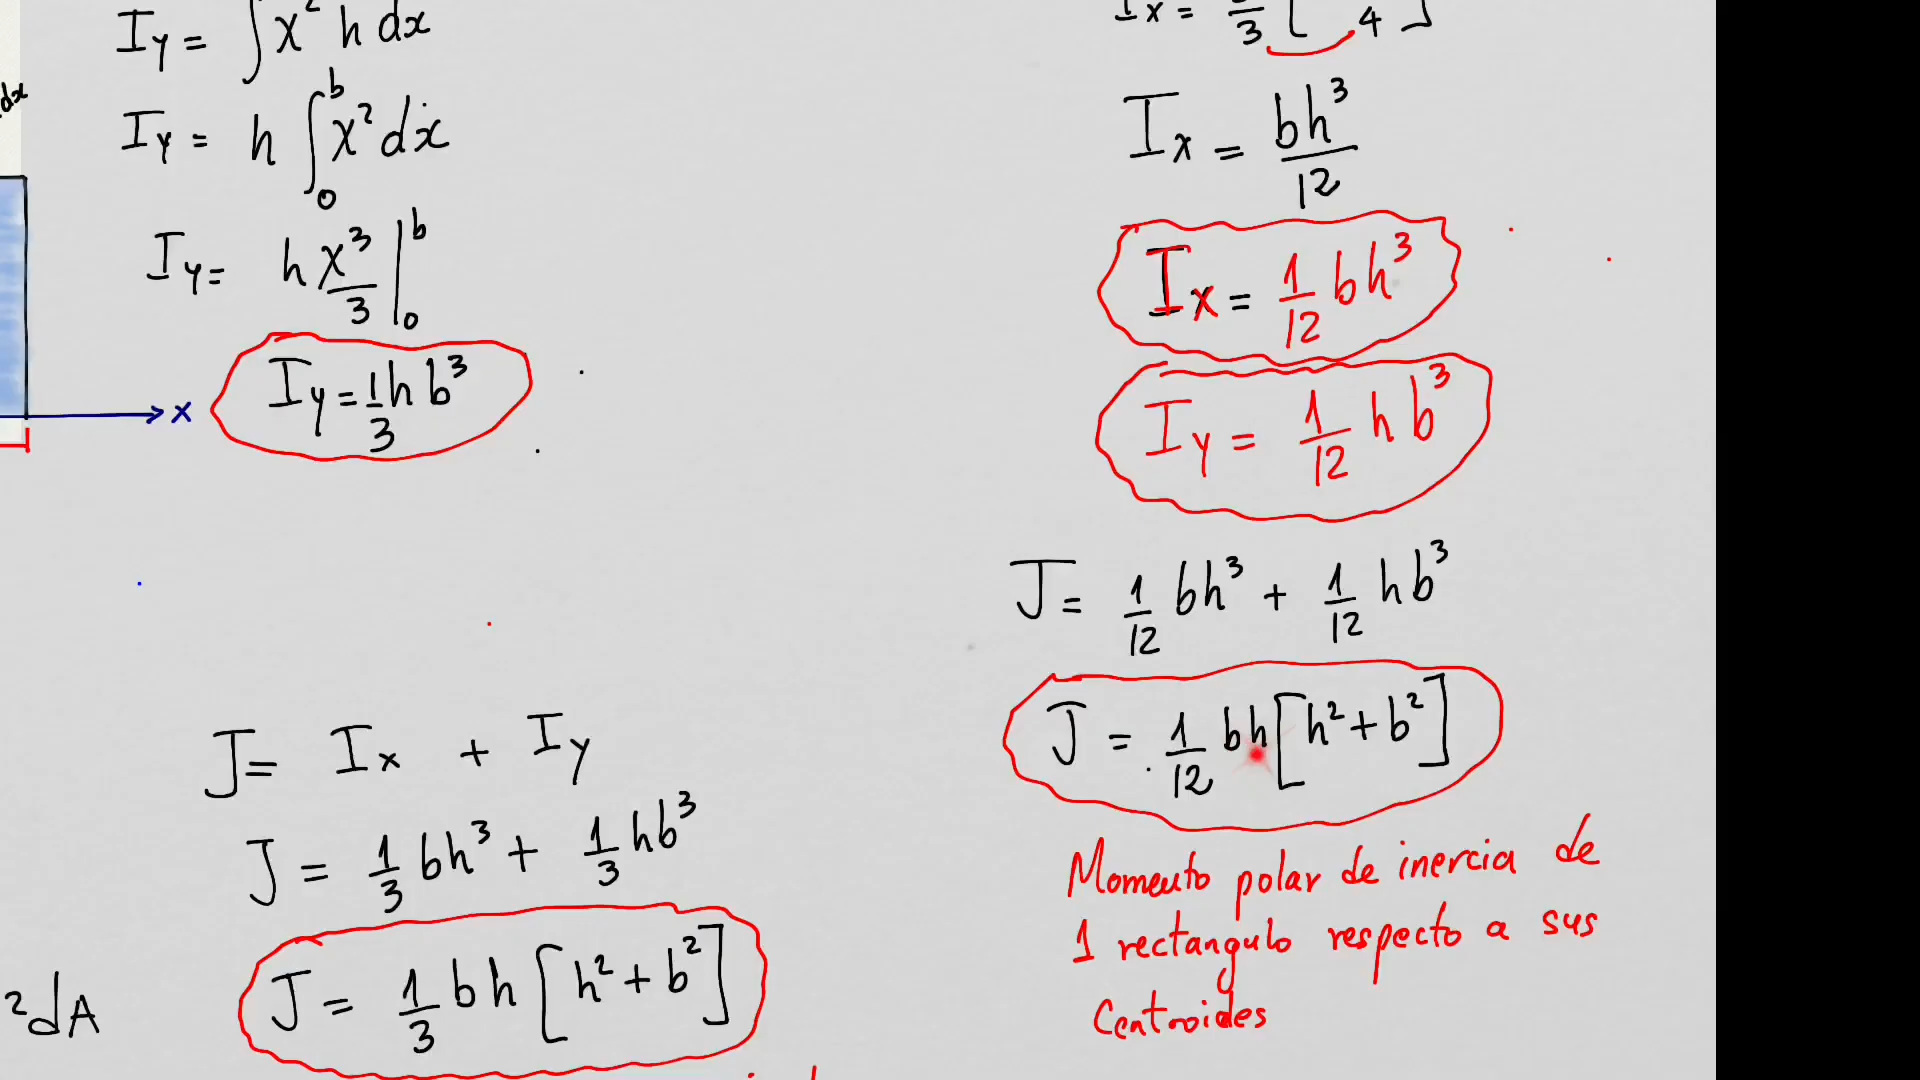 Iy = ∫ x² h dx
Iy = h ∫₀ᵇ x² dx
Iy = h x³/3 |₀ᵇ
Iy = 1/3 h b³
dx
x
J = Ix + Iy
J = 1/3 bh³ + 1/3 hb³
J = 1/3 bh [h² + b²]
² dA
Ix = bh³/12
Ix = 1/12 bh³
Iy = 1/12 h b³
J = 1/12 bh³ + 1/12 hb³
J = 1/12 bh [h² + b²]
Momento polar de inercia de
1 rectangulo respecto a sus
Centroides